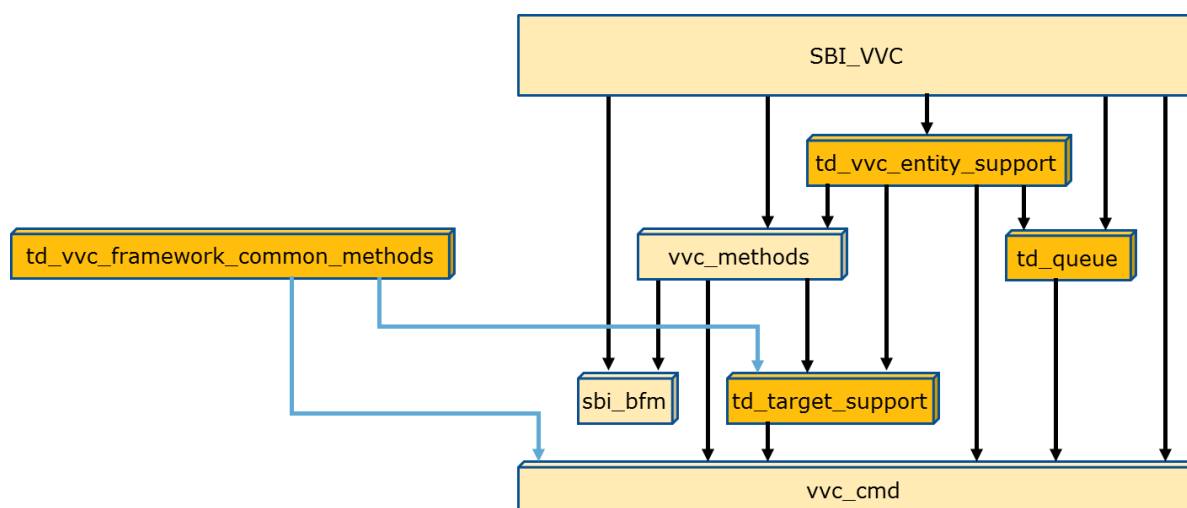 SBI_VVC
td_vvc_entity_support
td_vvc_framework_common_methods
vvc_methods
td_queue
sbi_bfm
td_target_support
vvc_cmd